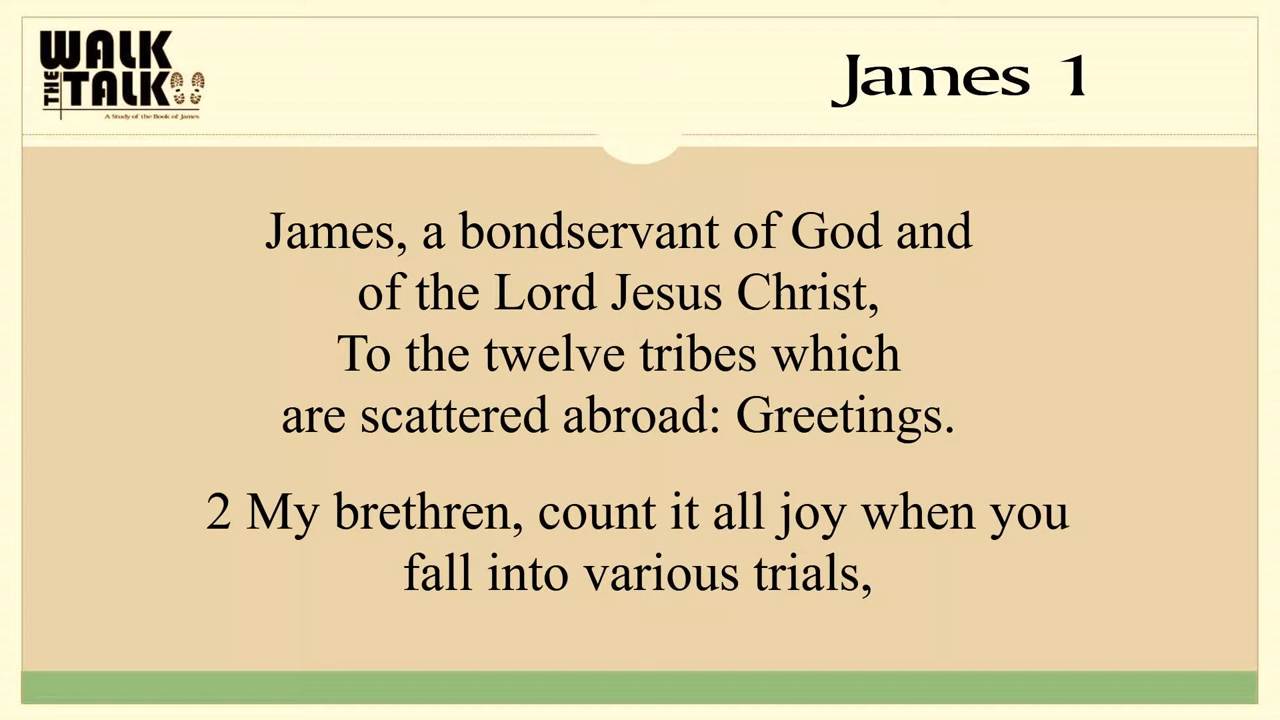 WALK
THE TALK
A Study of the Book of James
James 1
James, a bondservant of God and
of the Lord Jesus Christ,
To the twelve tribes which
are scattered abroad: Greetings.
2 My brethren, count it all joy when you
fall into various trials,